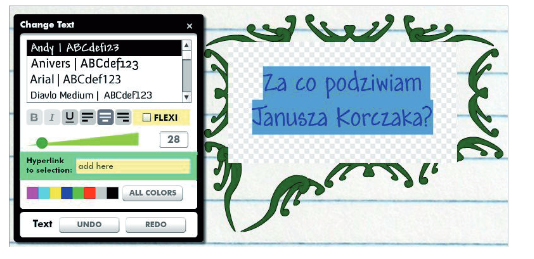 Change Text ×
Andy | ABCdef123
Anivers | ABCdef123
Arial | ABCdef123
Diavlo Medium | ABCdef123
B I U FLEXI
28
Hyperlink
to selection: add here
ALL COLORS
Text UNDO REDO
Za co podziwiam
Janusza Korczaka?